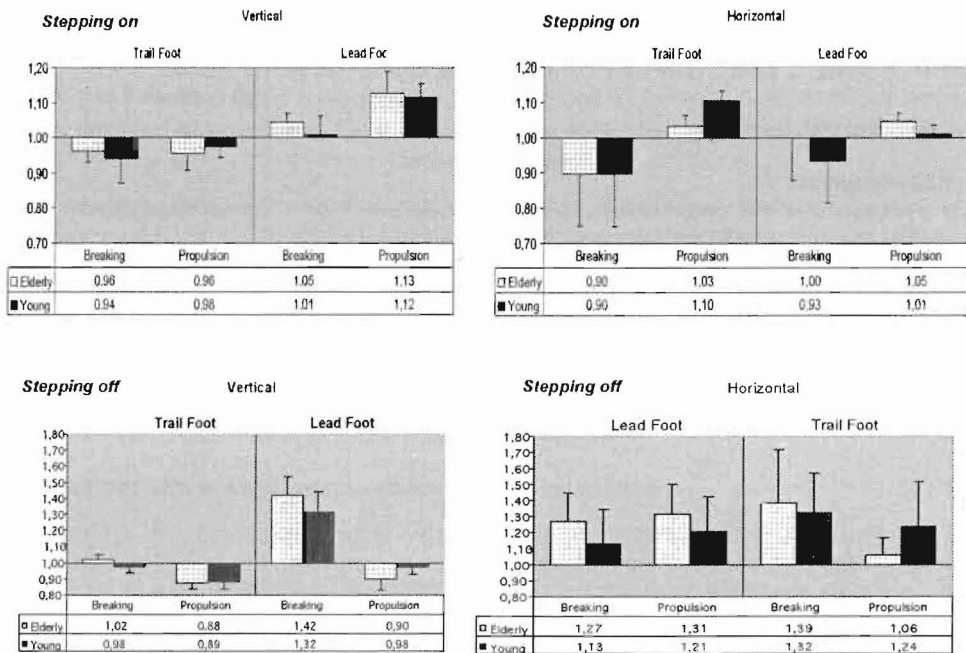 Stepping on
Vertical
Trail Foot
Lead Foc
1,20
1,10
1.00
0.90
0.80
0.70
Breaking Propulsion Breaking Propulsion
Elderly 0.96 0.96 1.05 1.13
Young 0.94 0.98 1.01 1,12
Stepping on
Horizontal
Trail Foot
Lead Foo
1.20
1.10
1.00
0,90
0.80
0,70
Breaking Propulsion Breaking Propulsion
Elderly 0,90 1,03 1,00 1,05
Young 0.90 1,10 0,93 1,01
Stepping off
Vertical
Trail Foot
Lead Foot
1,80
1,70
1,60
1,50
1,40
1,30
1,20
1,10
1,00
0,90
0,80
Breaking Propulsion Breaking Propulsion
Elderly 1,02 0,88 1,42 0,90
Young 0,98 0,89 1,32 0,98
Stepping off
Horizontal
Lead Foot
Trail Foot
1,80
1,70
1,60
1,50
1,40
1,30
1,20
1,10
1,00
0,90
0,80
Breaking Propulsion Breaking Propulsion
Elderly 1,27 1,31 1,39 1,06
Young 1,13 1,21 1,32 1,24